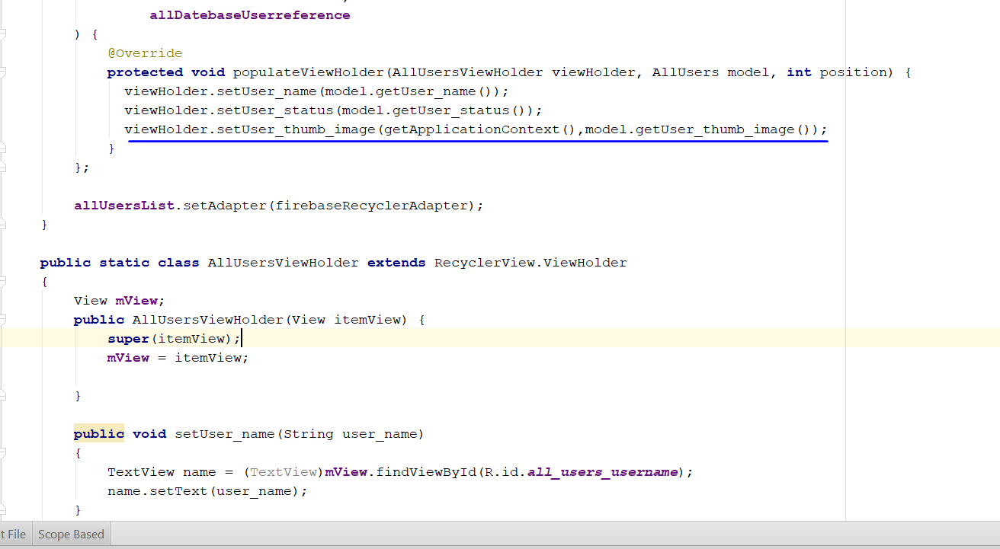 allDatebaseUserreference
) {
@Override
protected void populateViewHolder(AllUsersViewHolder viewHolder, AllUsers model, int position) {
viewHolder.setUser_name(model.getUser_name());
viewHolder.setUser_status(model.getUser_status());
viewHolder.setUser_thumb_image(getApplicationContext(),model.getUser_thumb_image());
}
};
allUsersList.setAdapter(firebaseRecyclerAdapter);
}
public static class AllUsersViewHolder extends RecyclerView.ViewHolder
{
View mView;
public AllUsersViewHolder(View itemView) {
super(itemView);
mView = itemView;
}
public void setUser_name(String user_name)
{
TextView name = (TextView)mView.findViewById(R.id.all_users_username);
name.setText(user_name);
}
t File Scope Based